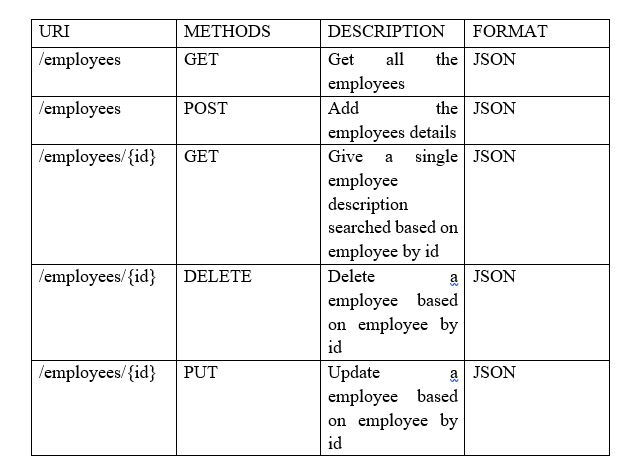 URI METHODS DESCRIPTION FORMAT
/employees GET Get all the JSON
employees
/employees POST Add the JSON
employees details
/employees/{id} GET Give a single JSON
employee
description
searched based on
employee by id
/employees/{id} DELETE Delete a JSON
employee based
on employee by
id
/employees/{id} PUT Update a JSON
employee based
on employee by
id